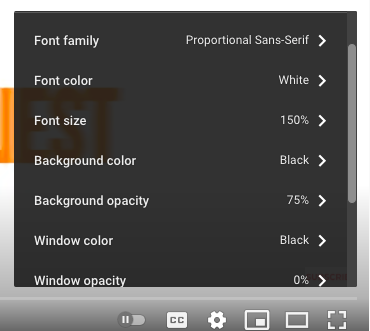 Font family Proportional Sans-Serif
Font color White
Font size 150%
Background color Black
Background opacity 75%
Window color Black
Window opacity 0%
CC